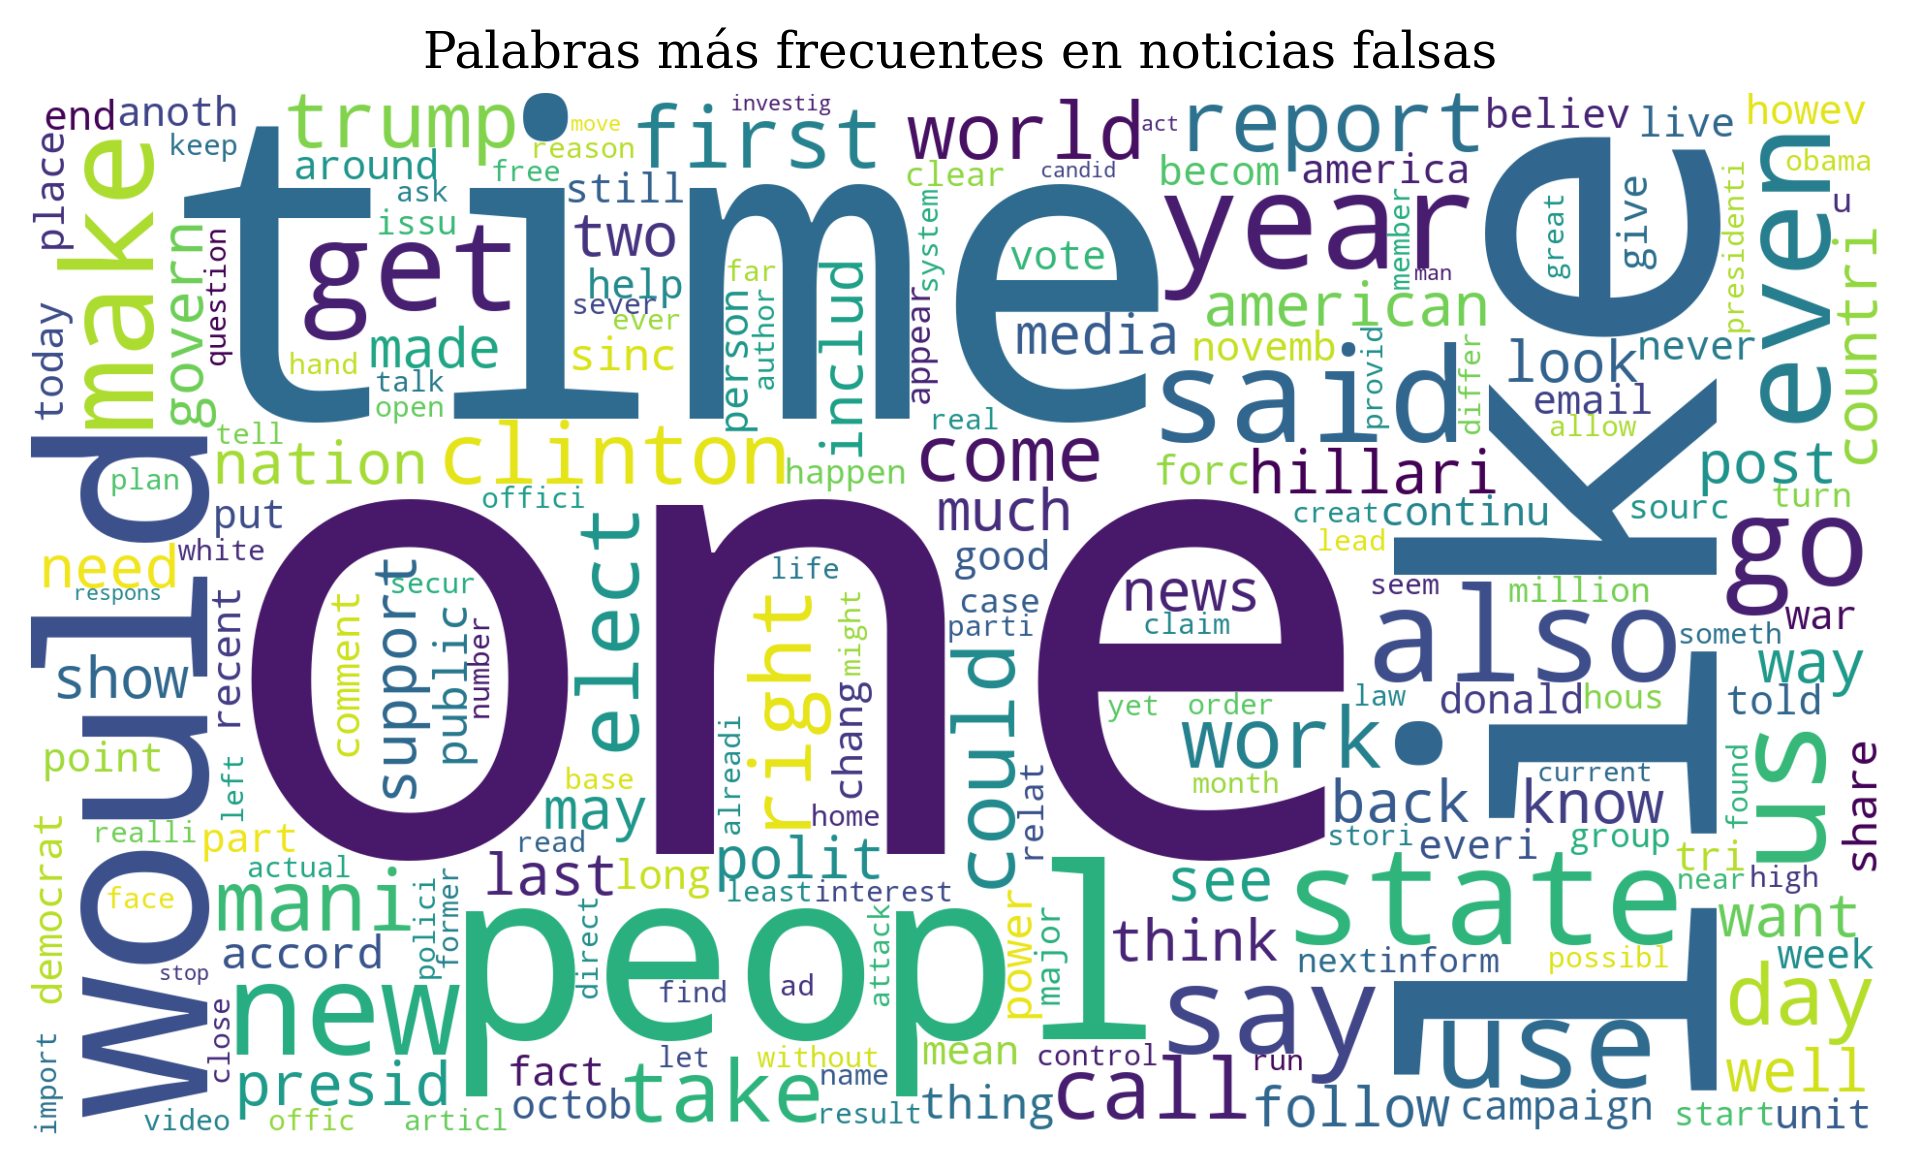 Palabras más frecuentes en noticias falsas
end
anoth
trump
investig
move
first
world
act
report
believ
live
howev
place
keep
make
around
reason
free
ask
still
clear
candid
becom
america
obama
u
even
time
issu
get
two
help
system
vote
year
member
man
great
give
presidenti
countri
govern
question
today
hand
made
talk
open
sever
far
ever
sinc
person
author
includ
appear
media
american
novemb
provid
differ
said
look
never
email
allow
like
tell
nation
clinton
happen
real
come
forc
hillari
post
turn
plan
put
offici
much
creat
continu
sourc
lead
would
need
white
respons
one
elect
secur
life
good
news
seem
million
go
war
show
recent
comment
support
public
number
right
might
case
parti
claim
also
someth
way
could
chang
yet
order
law
donald
hous
told
us
point
left
base
alreadi
home
relat
work
month
back
current
know
found
share
realli
part
may
read
polit
stori
everi
group
tri
near
high
democrat
actual
face
mani
last
long
least
interest
see
state
want
accord
polici
former
direct
peopl
attack
power
major
think
nextinform
possibl
week
stop
close
new
find
ad
say
use
day
import
presid
fact
let
without
mean
control
run
well
octob
take
name
result
thing
call
follow
campaign
start
unit
video
offic
articl